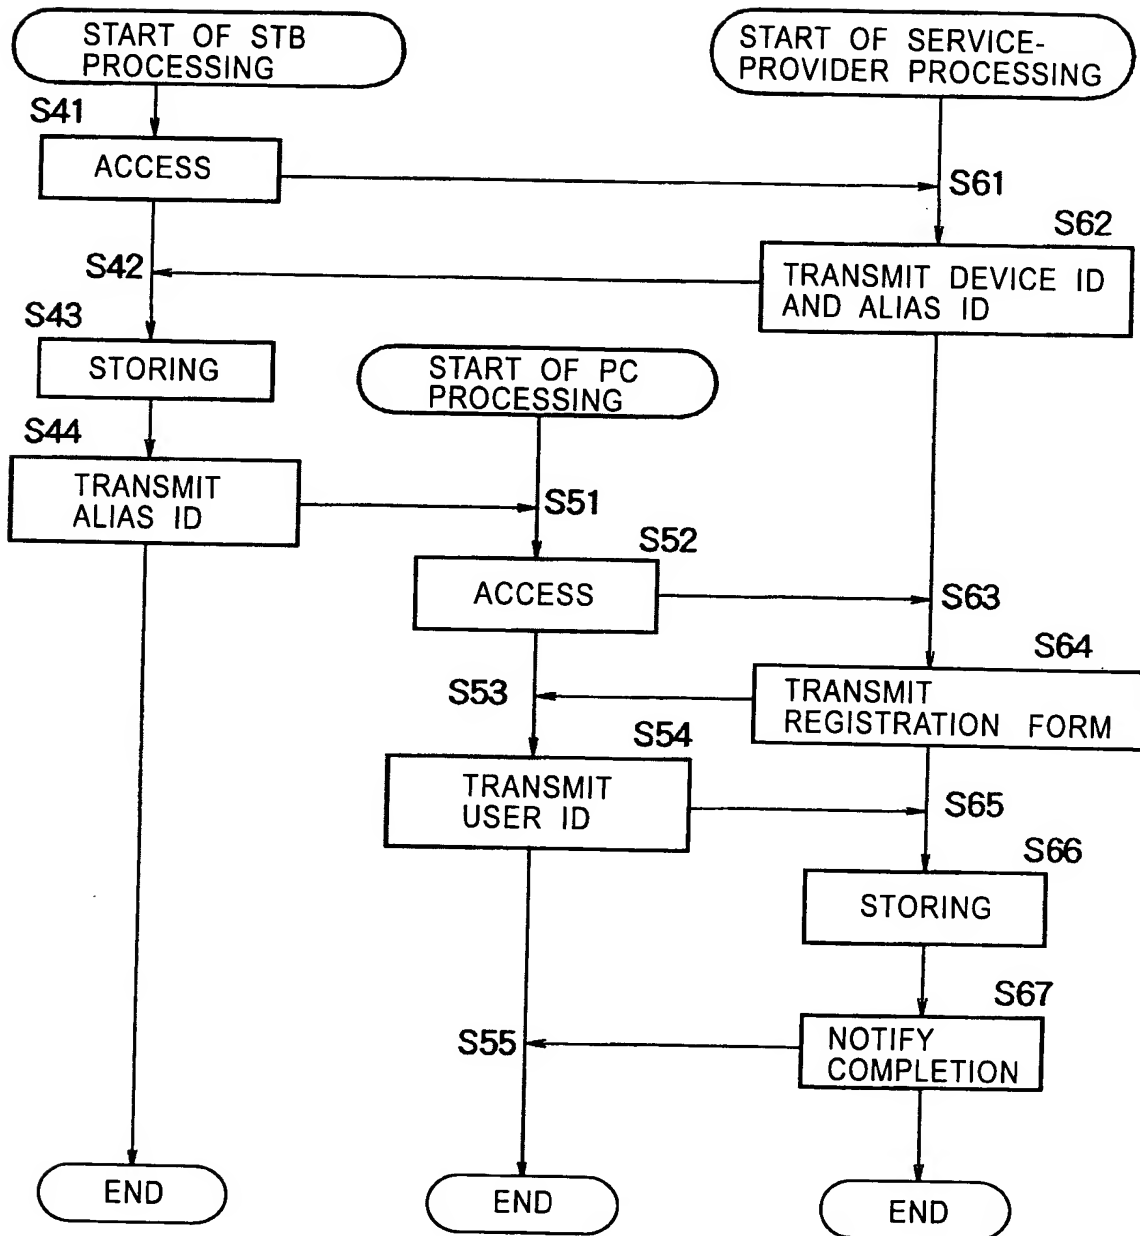 START OF STB
PROCESSING
START OF SERVICE-
PROVIDER PROCESSING
S41
ACCESS
S61
S62
S42
TRANSMIT DEVICE ID
AND ALIAS ID
S43
STORING
START OF PC
PROCESSING
S44
TRANSMIT
ALIAS ID
S51
S52
ACCESS
S63
S64
S53
TRANSMIT
REGISTRATION FORM
S54
TRANSMIT
USER ID
S65
S66
STORING
S67
S55
NOTIFY
COMPLETION
END
END
END